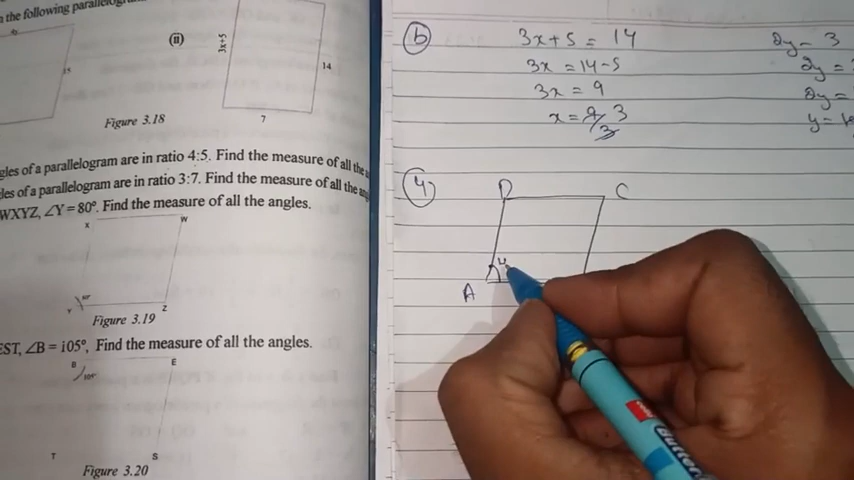 the following parallelogram
(ii)
3x+5
15
14
7
Figure 3.18
gles of a parallelogram are in ratio 4:5. Find the measure of all the
les of a parallelogram are in ratio 3:7. Find the measure of all the
WXYZ, ∠Y = 80°. Find the measure of all the angles.
X W
Y Z
Figure 3.19
EST, ∠B = 105°, Find the measure of all the angles.
B E
105°
T S
Figure 3.20
b 3x+5 = 14 2y- 3
3x = 14-5 2y =
3x = 9 2y =
x = 9/3 3 y =
4) D C
4
A